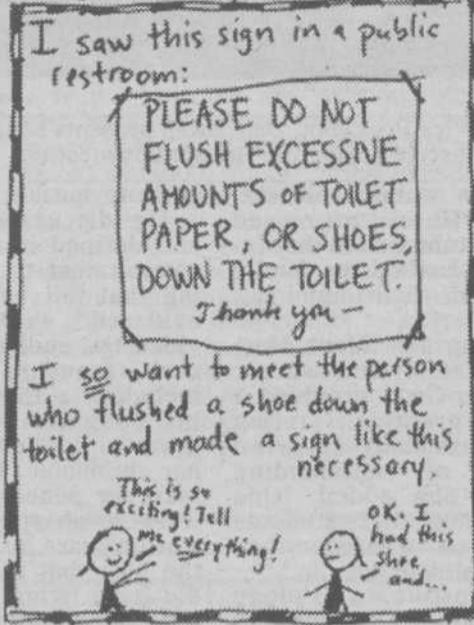 I saw this sign in a public
restroom:
PLEASE DO NOT
FLUSH EXCESSIVE
AMOUNTS OF TOILET
PAPER, OR SHOES,
DOWN THE TOILET.
Thank you—
I so want to meet the person
who flushed a shoe down the
toilet and made a sign like this
necessary.
This is so
exciting! Tell
me everything!
OK. I
had this
shoe
and...